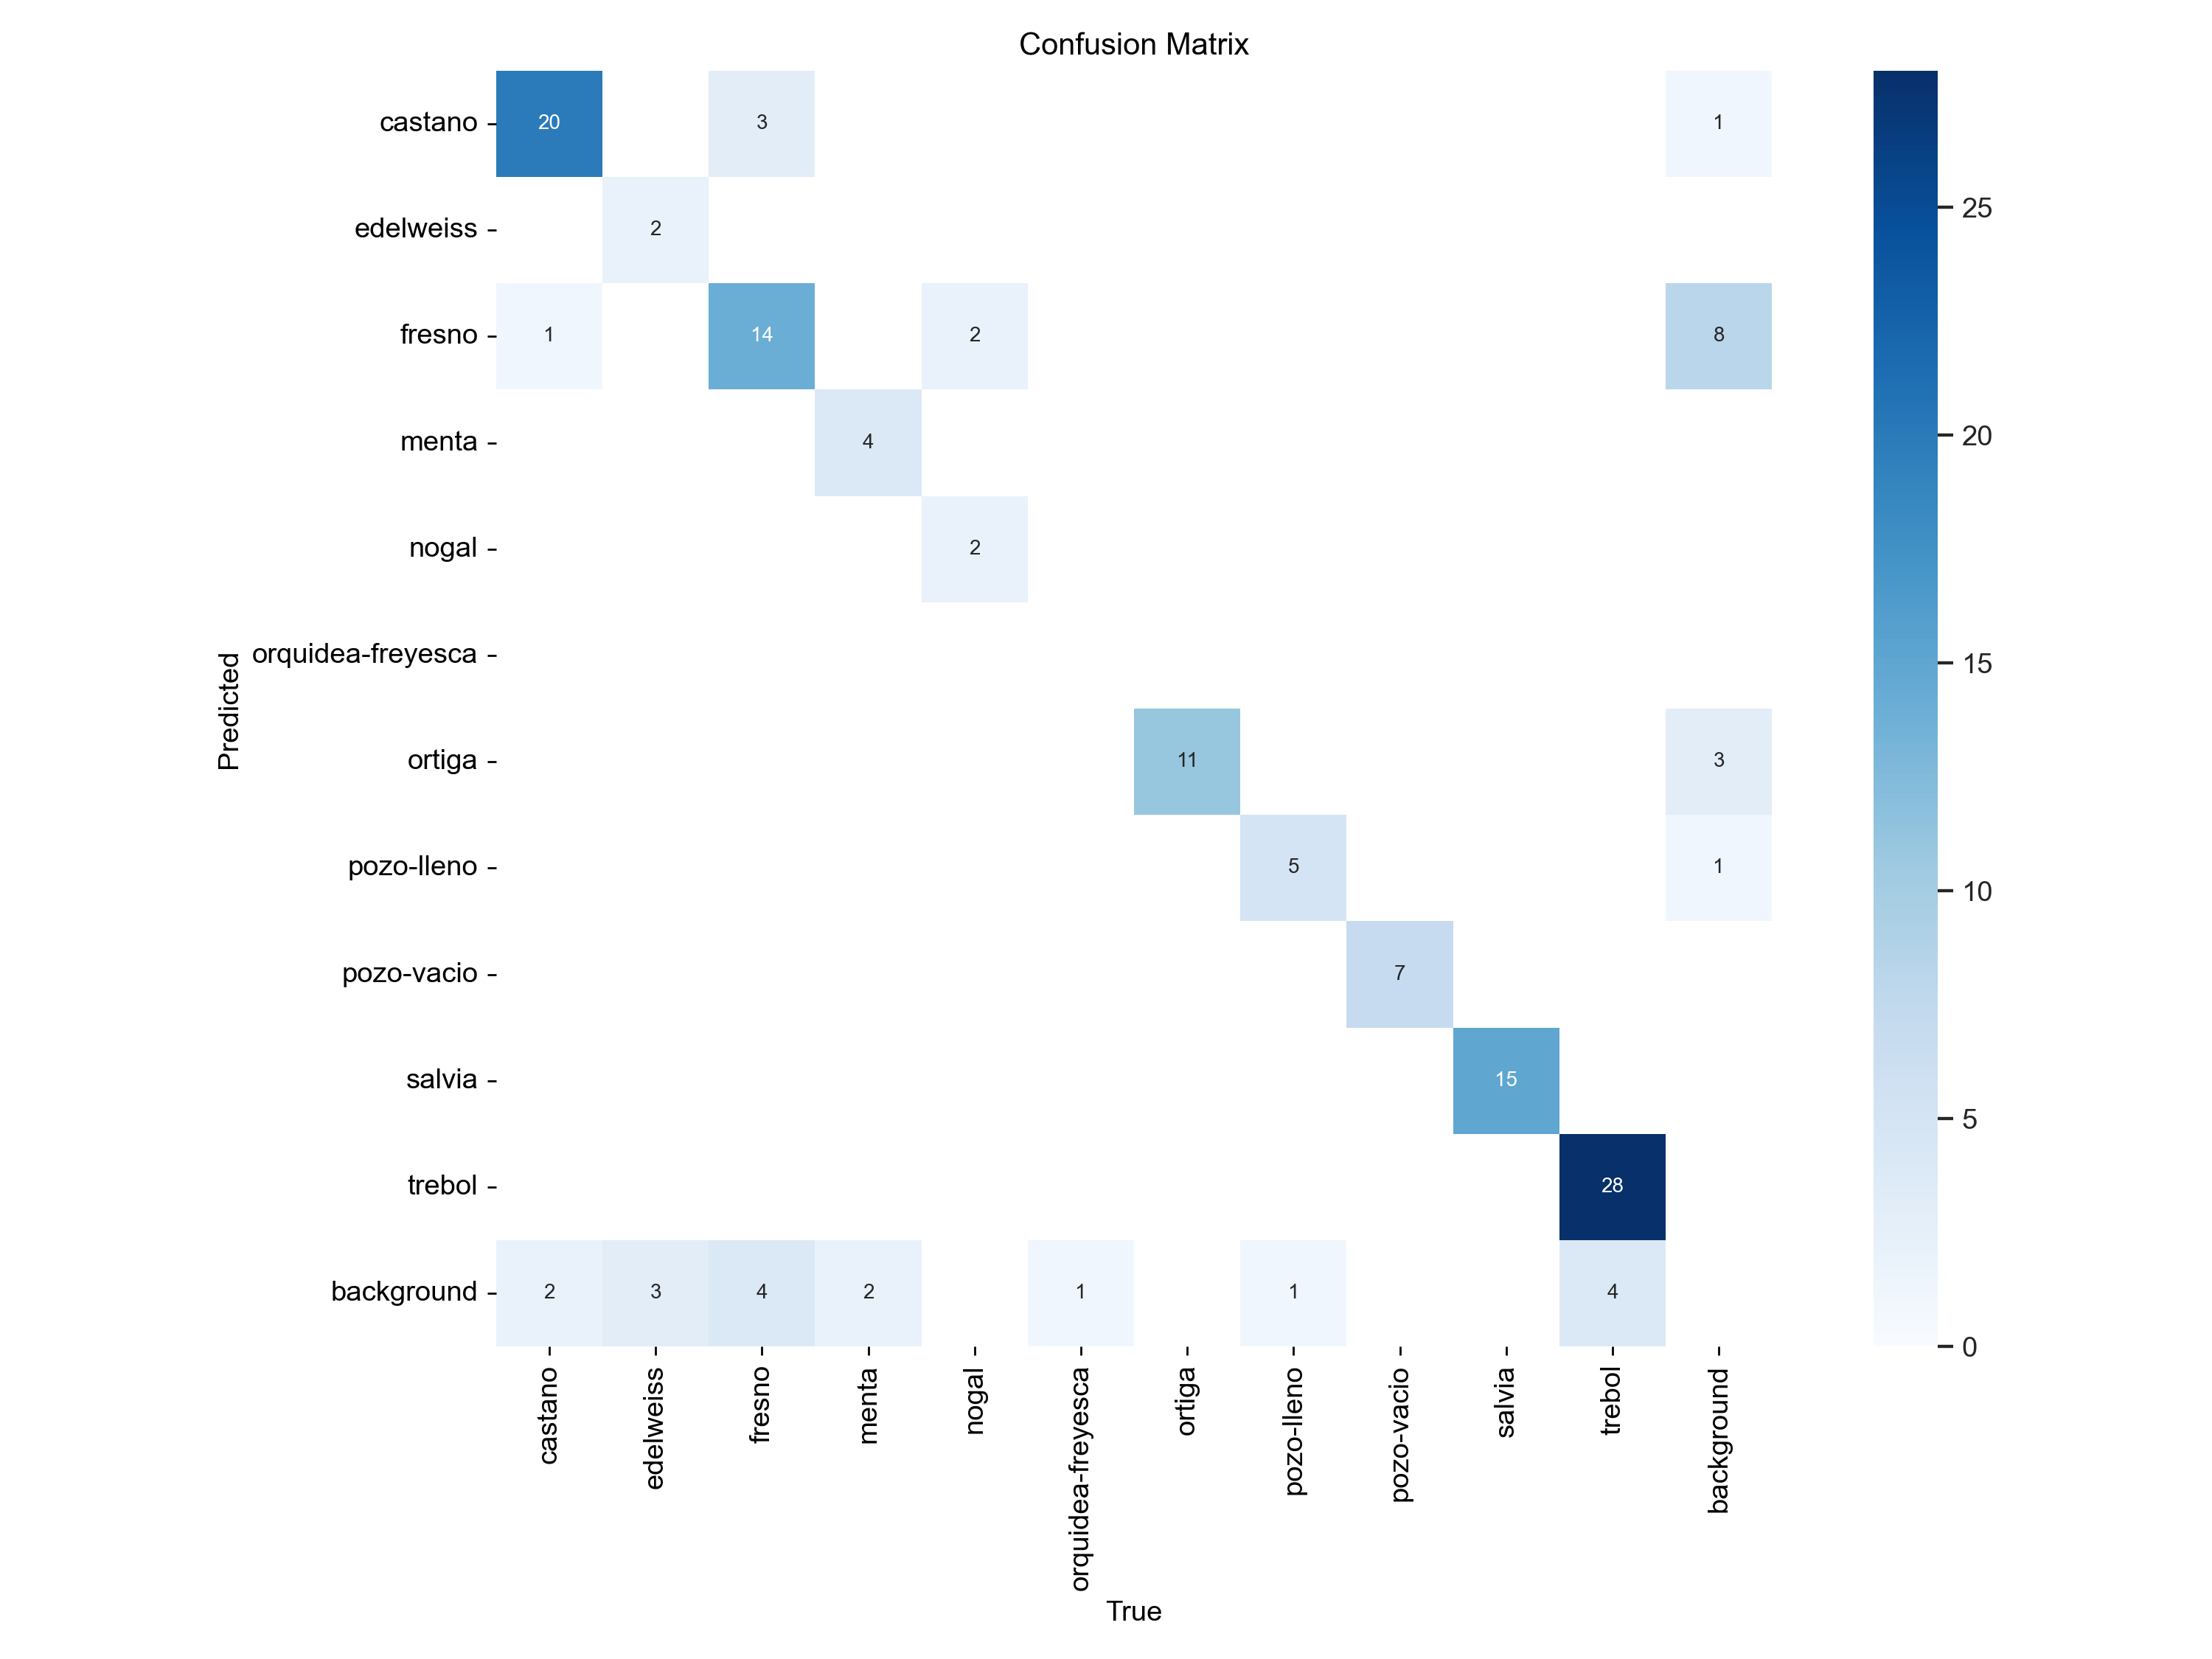 Confusion Matrix
castano 20 3 1
edelweiss 2
fresno 1 14 2 8
menta 4
nogal 2
orquidea-freyesca
ortiga 11 3
pozo-lleno 5 1
pozo-vacio 7
salvia 15
trebol 28
background 2 3 4 2 1 1 4
Predicted
castano
edelweiss
fresno
menta
nogal
orquidea-freyesca
ortiga
pozo-lleno
pozo-vacio
salvia
trebol
background
True
25
20
15
10
5
0